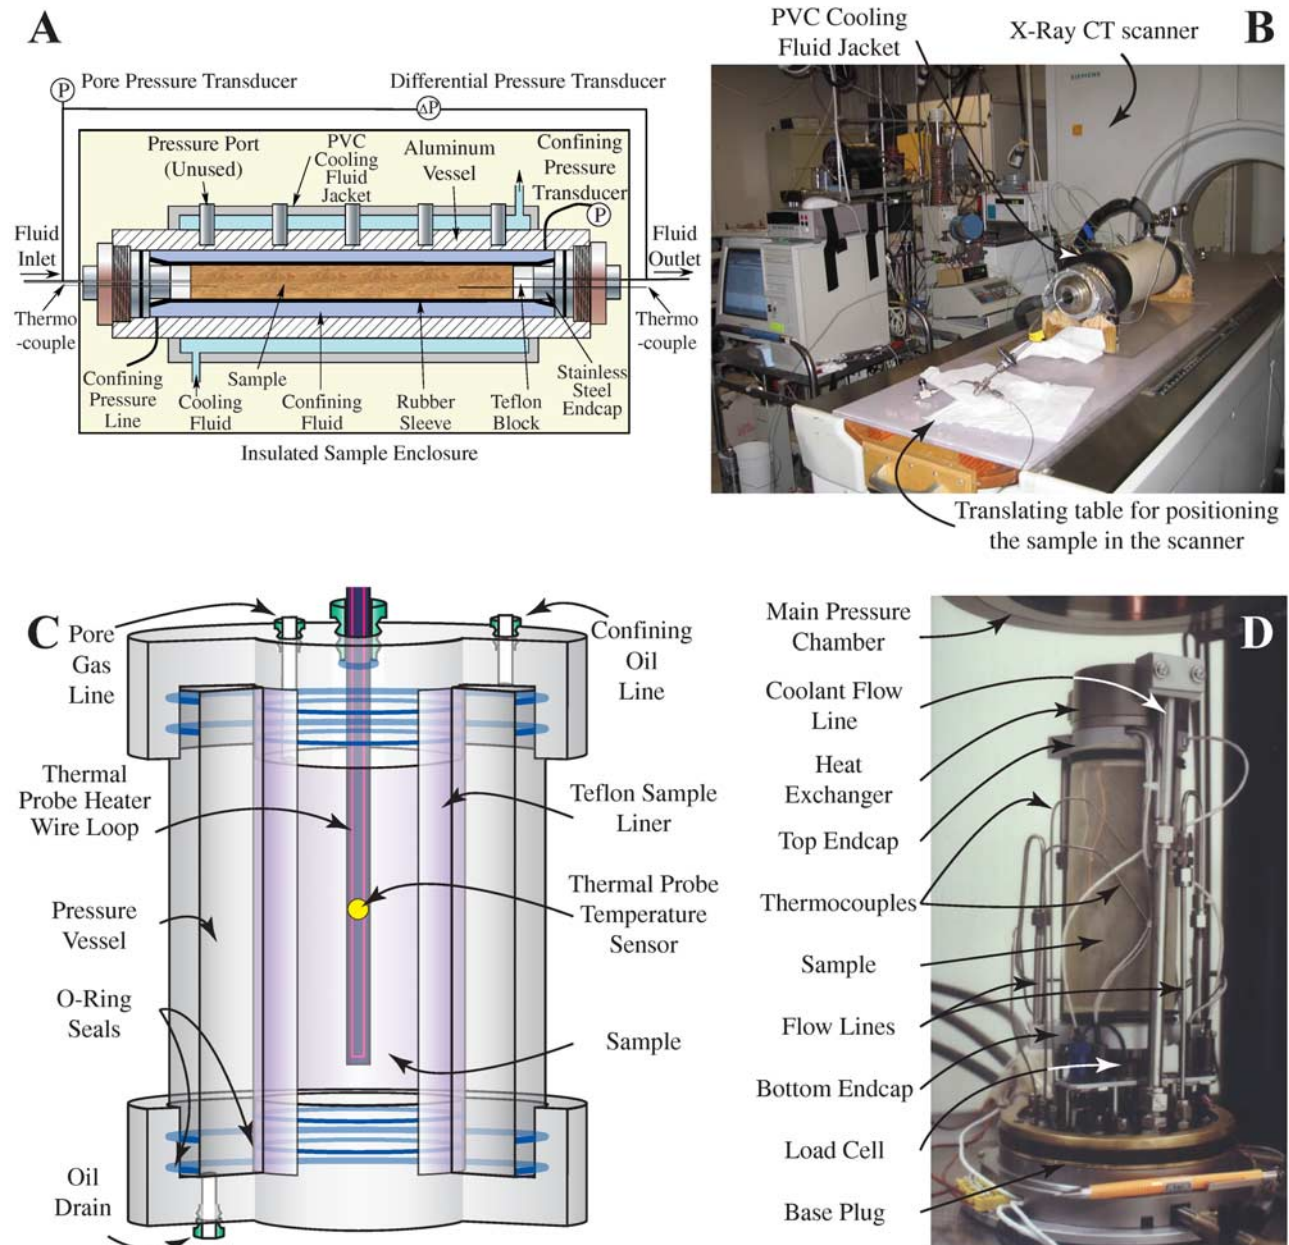 A
P
Pore Pressure Transducer
Differential Pressure Transducer
ΔP
Pressure Port
(Unused)
PVC
Cooling
Fluid
Jacket
Aluminum
Vessel
Confining
Pressure
Transducer
P
Fluid
Inlet
Fluid
Outlet
Thermo
-couple
Thermo
-couple
Confining
Pressure
Line
Cooling
Fluid
Sample
Confining
Fluid
Rubber
Sleeve
Teflon
Block
Stainless
Steel
Endcap
Insulated Sample Enclosure
PVC Cooling
Fluid Jacket
X-Ray CT scanner
B
SIEMENS
Translating table for positioning
the sample in the scanner
C
Pore
Gas
Line
Confining
Oil
Line
Thermal
Probe Heater
Wire Loop
Teflon Sample
Liner
Thermal Probe
Temperature
Sensor
Pressure
Vessel
O-Ring
Seals
Sample
Oil
Drain
D
Main Pressure
Chamber
Coolant Flow
Line
Heat
Exchanger
Top Endcap
Thermocouples
Sample
Flow Lines
Bottom Endcap
Load Cell
Base Plug